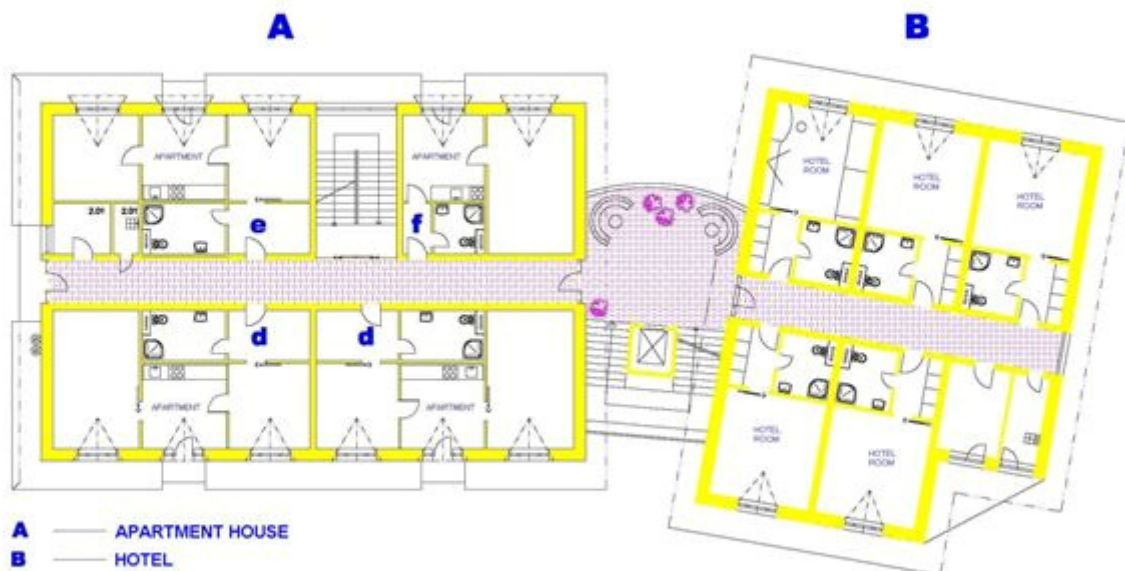 A
B
APARTMENT
APARTMENT
HOTEL
ROOM
HOTEL
ROOM
HOTEL
ROOM
2.01
2.01
e
f
d
d
APARTMENT
APARTMENT
HOTEL
ROOM
HOTEL
ROOM
A APARTMENT HOUSE
B HOTEL